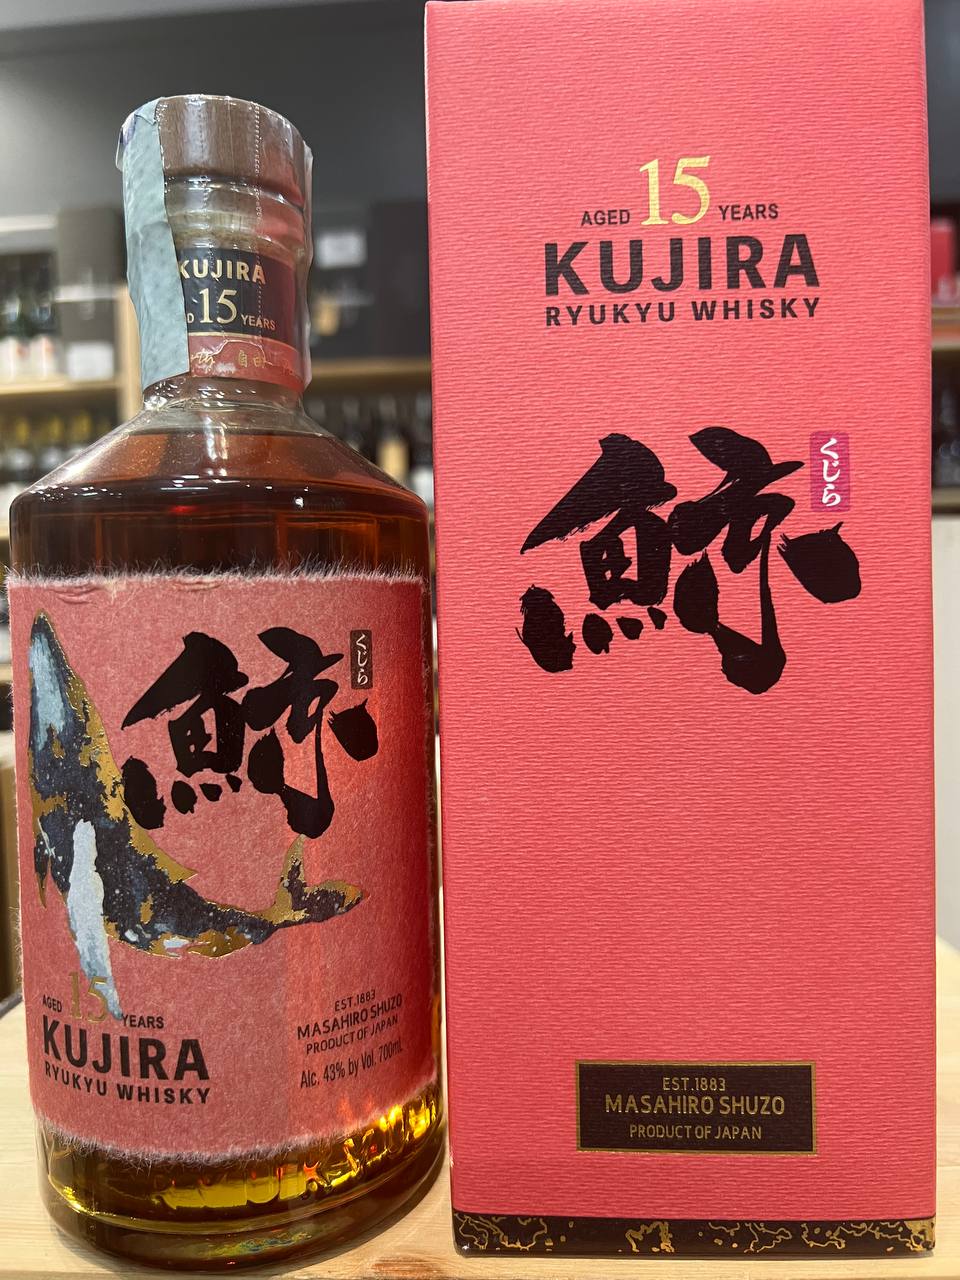 KUJIRA
15 YEARS
自由
鯨
くじら
AGED 15 YEARS
KUJIRA
RYUKYU WHISKY
EST.1883
MASAHIRO SHUZO
PRODUCT OF JAPAN
Alc. 43% by Vol. 700mL
AGED 15 YEARS
KUJIRA
RYUKYU WHISKY
鯨
くじら
EST.1883
MASAHIRO SHUZO
PRODUCT OF JAPAN